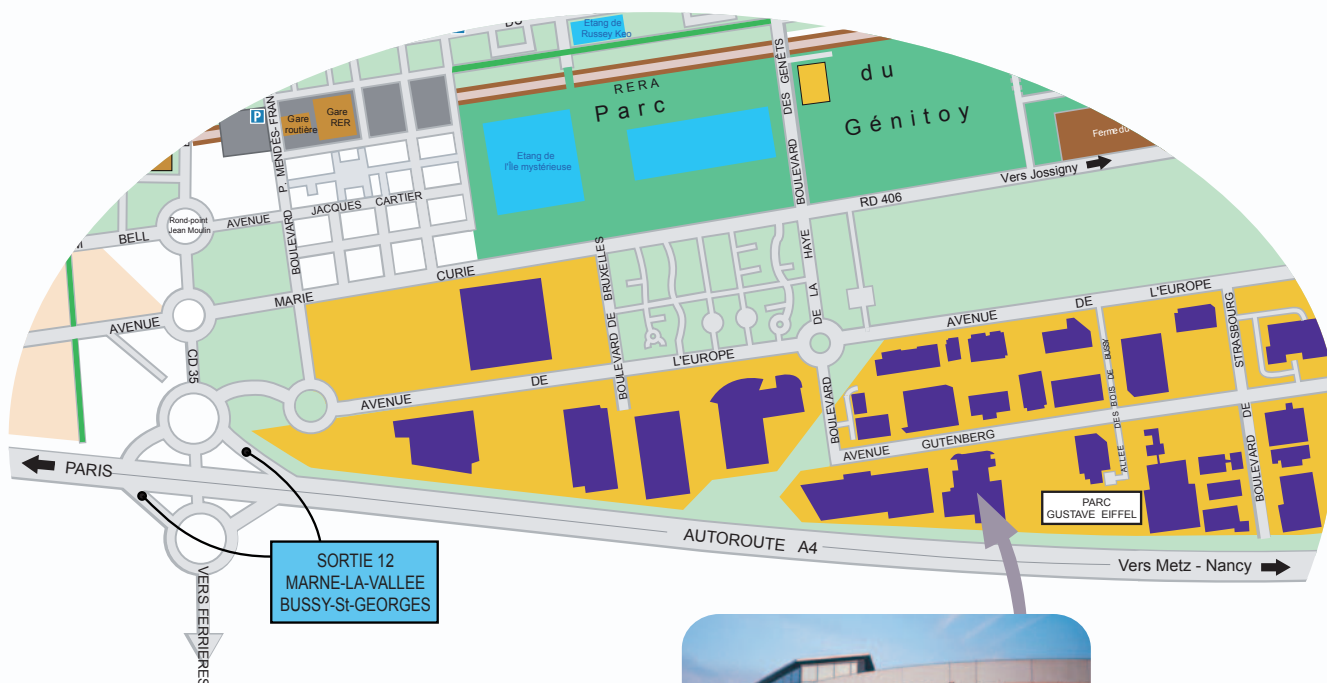 Etang de
Russey Keo
BOULEVARD DES GENÊTS
du
RERA
Parc
Génitoy
P
Gare
routière
Gare
RER
Etang de
l'Île mystérieuse
Ferme du
Vers Jossigny
RD 406
BOULEVARD P. MENDÈS-FRAN
AVENUE JACQUES CARTIER
Rond-point
Jean Moulin
BELL
AVENUE MARIE CURIE
CD 35
BOULEVARD DE BRUXELLES
BOULEVARD DE LA HAYE
AVENUE DE L'EUROPE
AVENUE DE L'EUROPE
BOULEVARD DE STRASBOURG
ALLEE DES BOIS DE BUSSY
AVENUE GUTENBERG
PARC
GUSTAVE EIFFEL
PARIS
AUTOROUTE A4
Vers Metz - Nancy
SORTIE 12
MARNE-LA-VALLEE
BUSSY-St-GEORGES
VERS FERRIERES